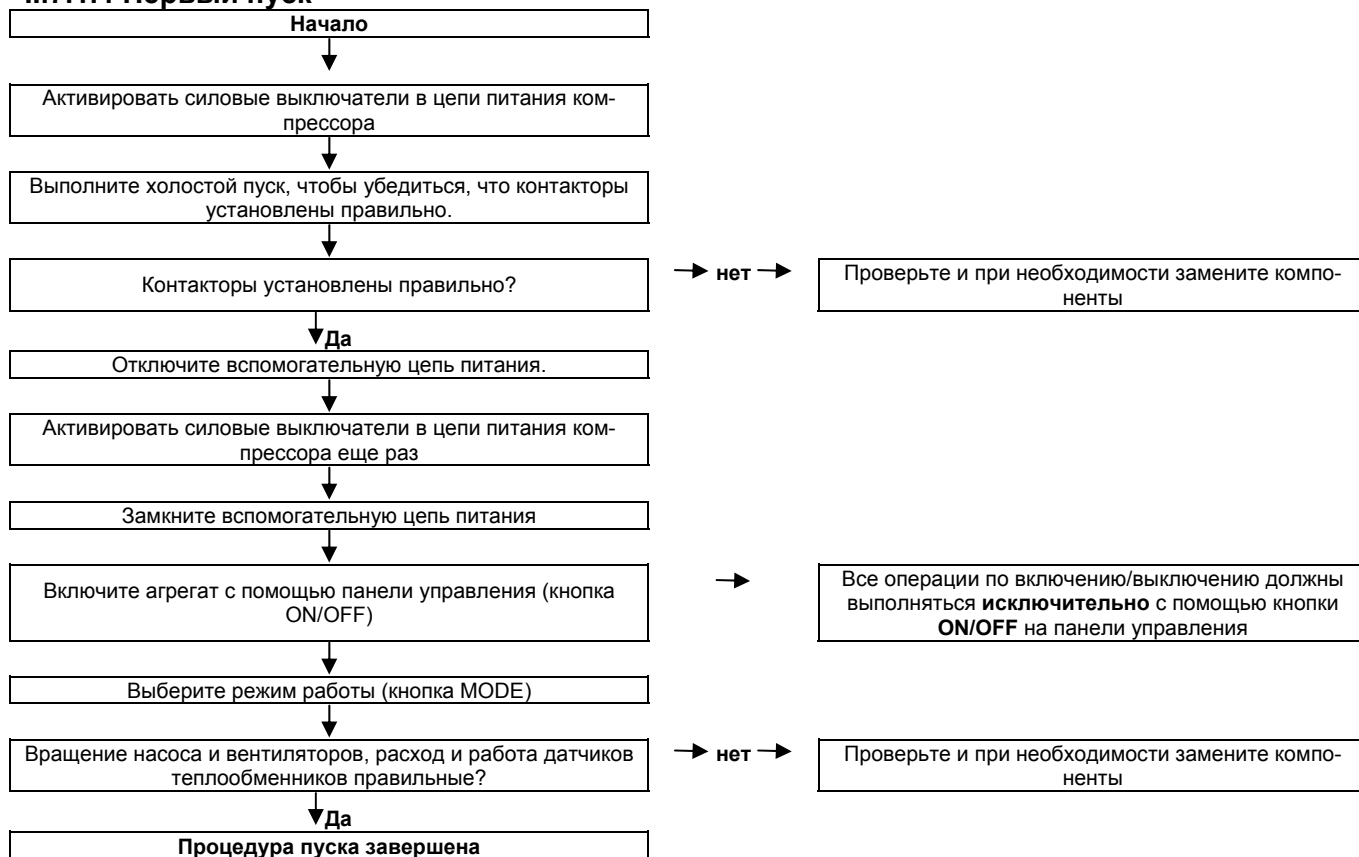 Первый пуск
Начало
Активировать силовые выключатели в цепи питания ком-
прессора
Выполните холостой пуск, чтобы убедиться, что контакторы
установлены правильно.
Контакторы установлены правильно?
нет
Проверьте и при необходимости замените компо-
ненты
Да
Отключите вспомогательную цепь питания.
Активировать силовые выключатели в цепи питания ком-
прессора еще раз
Замкните вспомогательную цепь питания
Включите агрегат с помощью панели управления (кнопка
ON/OFF)
Все операции по включению/выключению должны
выполняться исключительно с помощью кнопки
ON/OFF на панели управления
Выберите режим работы (кнопка MODE)
Вращение насоса и вентиляторов, расход и работа датчиков
теплообменников правильные?
нет
Проверьте и при необходимости замените компо-
ненты
Да
Процедура пуска завершена